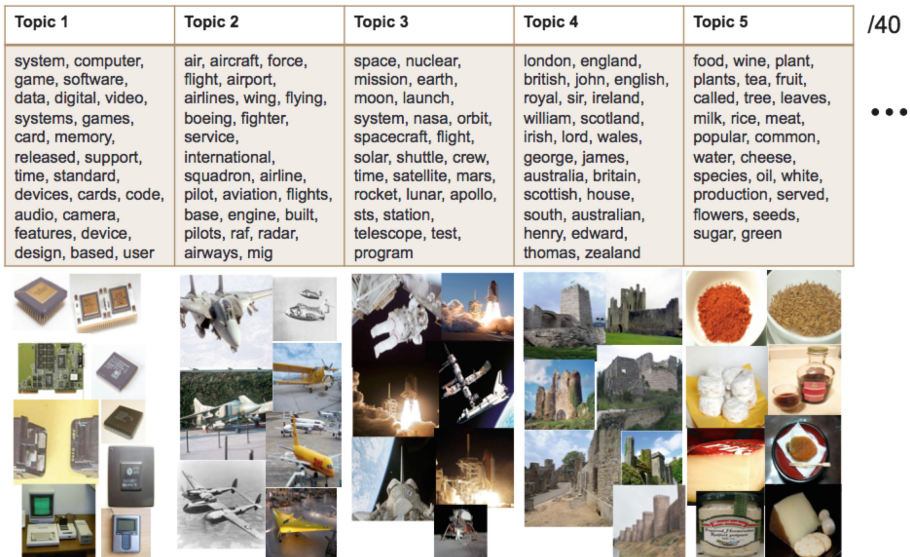 Topic 1
system, computer,
game, software,
data, digital, video,
systems, games,
card, memory,
released, support,
time, standard,
devices, cards, code,
audio, camera,
features, device,
design, based, user
Topic 2
air, aircraft, force,
flight, airport,
airlines, wing, flying,
boeing, fighter,
service,
international,
squadron, airline,
pilot, aviation, flights,
base, engine, built,
pilots, raf, radar,
airways, mig
Topic 3
space, nuclear,
mission, earth,
moon, launch,
system, nasa, orbit,
spacecraft, flight,
solar, shuttle, crew,
time, satellite, mars,
rocket, lunar, apollo,
sts, station,
telescope, test,
program
Topic 4
london, england,
british, john, english,
royal, sir, ireland,
william, scotland,
irish, lord, wales,
george, james,
australia, britain,
scottish, house,
south, australian,
henry, edward,
thomas, zealand
Topic 5
food, wine, plant,
plants, tea, fruit,
called, tree, leaves,
milk, rice, meat,
popular, common,
water, cheese,
species, oil, white,
production, served,
flowers, seeds,
sugar, green
/40
...